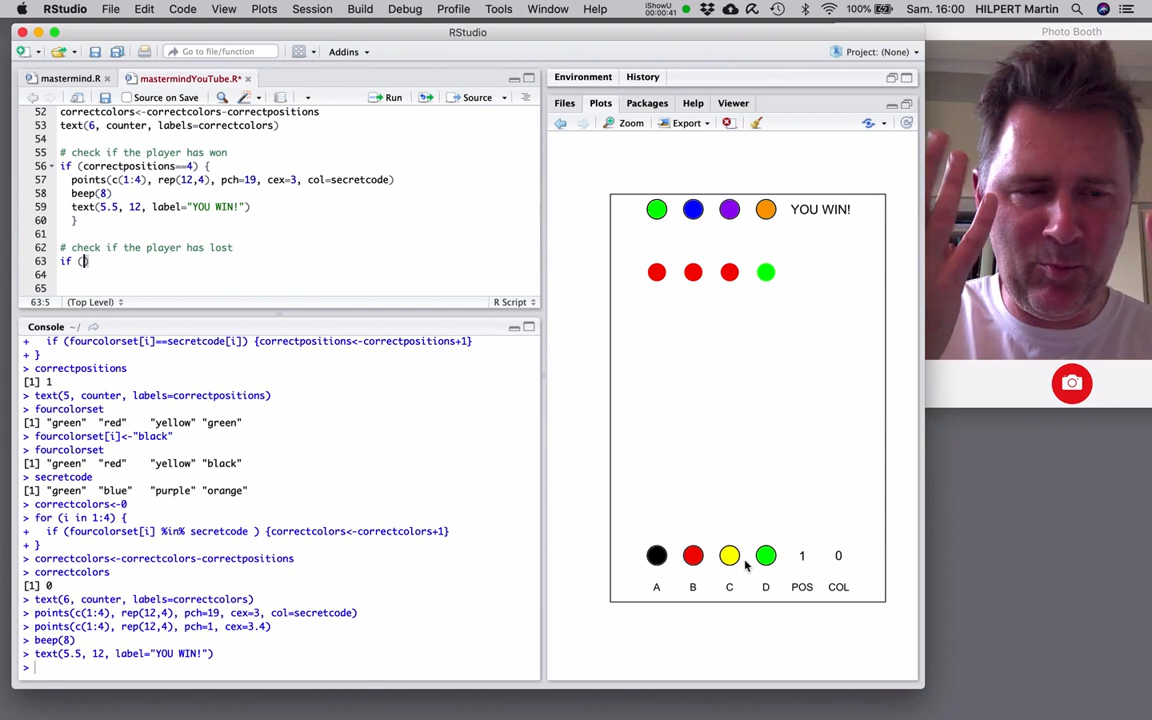 RStudio File Edit Code View Plots Session Build Debug Profile Tools Window Help iShowU 00:00:41 100% Sam. 16:00 HILPERT Martin
RStudio
Photo Booth
Go to file/function Addins Project: (None)
mastermind.R mastermindYouTube.R*
Source on Save Run Source
52 correctcolors<-correctcolors-correctpositions
53 text(6, counter, labels=correctcolors)
54
55 # check if the player has won
56 if (correctpositions==4) {
57 points(c(1:4), rep(12,4), pch=19, cex=3, col=secretcode)
58 beep(8)
59 text(5.5, 12, label="YOU WIN!")
60 }
61
62 # check if the player has lost
63 if ()
64
65
63:5 (Top Level) R Script
Console ~/
+ if (fourcolorset[i]==secretcode[i]) {correctpositions<-correctpositions+1}
+ }
> correctpositions
[1] 1
> text(5, counter, labels=correctpositions)
> fourcolorset
[1] "green" "red" "yellow" "green"
> fourcolorset[i]<-"black"
> fourcolorset
[1] "green" "red" "yellow" "black"
> secretcode
[1] "green" "blue" "purple" "orange"
> correctcolors<-0
> for (i in 1:4) {
+ if (fourcolorset[i] %in% secretcode ) {correctcolors<-correctcolors+1}
+ }
> correctcolors<-correctcolors-correctpositions
> correctcolors
[1] 0
> text(6, counter, labels=correctcolors)
> points(c(1:4), rep(12,4), pch=19, cex=3, col=secretcode)
> points(c(1:4), rep(12,4), pch=1, cex=3.4)
> beep(8)
> text(5.5, 12, label="YOU WIN!")
>
Environment History
Files Plots Packages Help Viewer
Zoom Export
YOU WIN!
1 0
A B C D POS COL